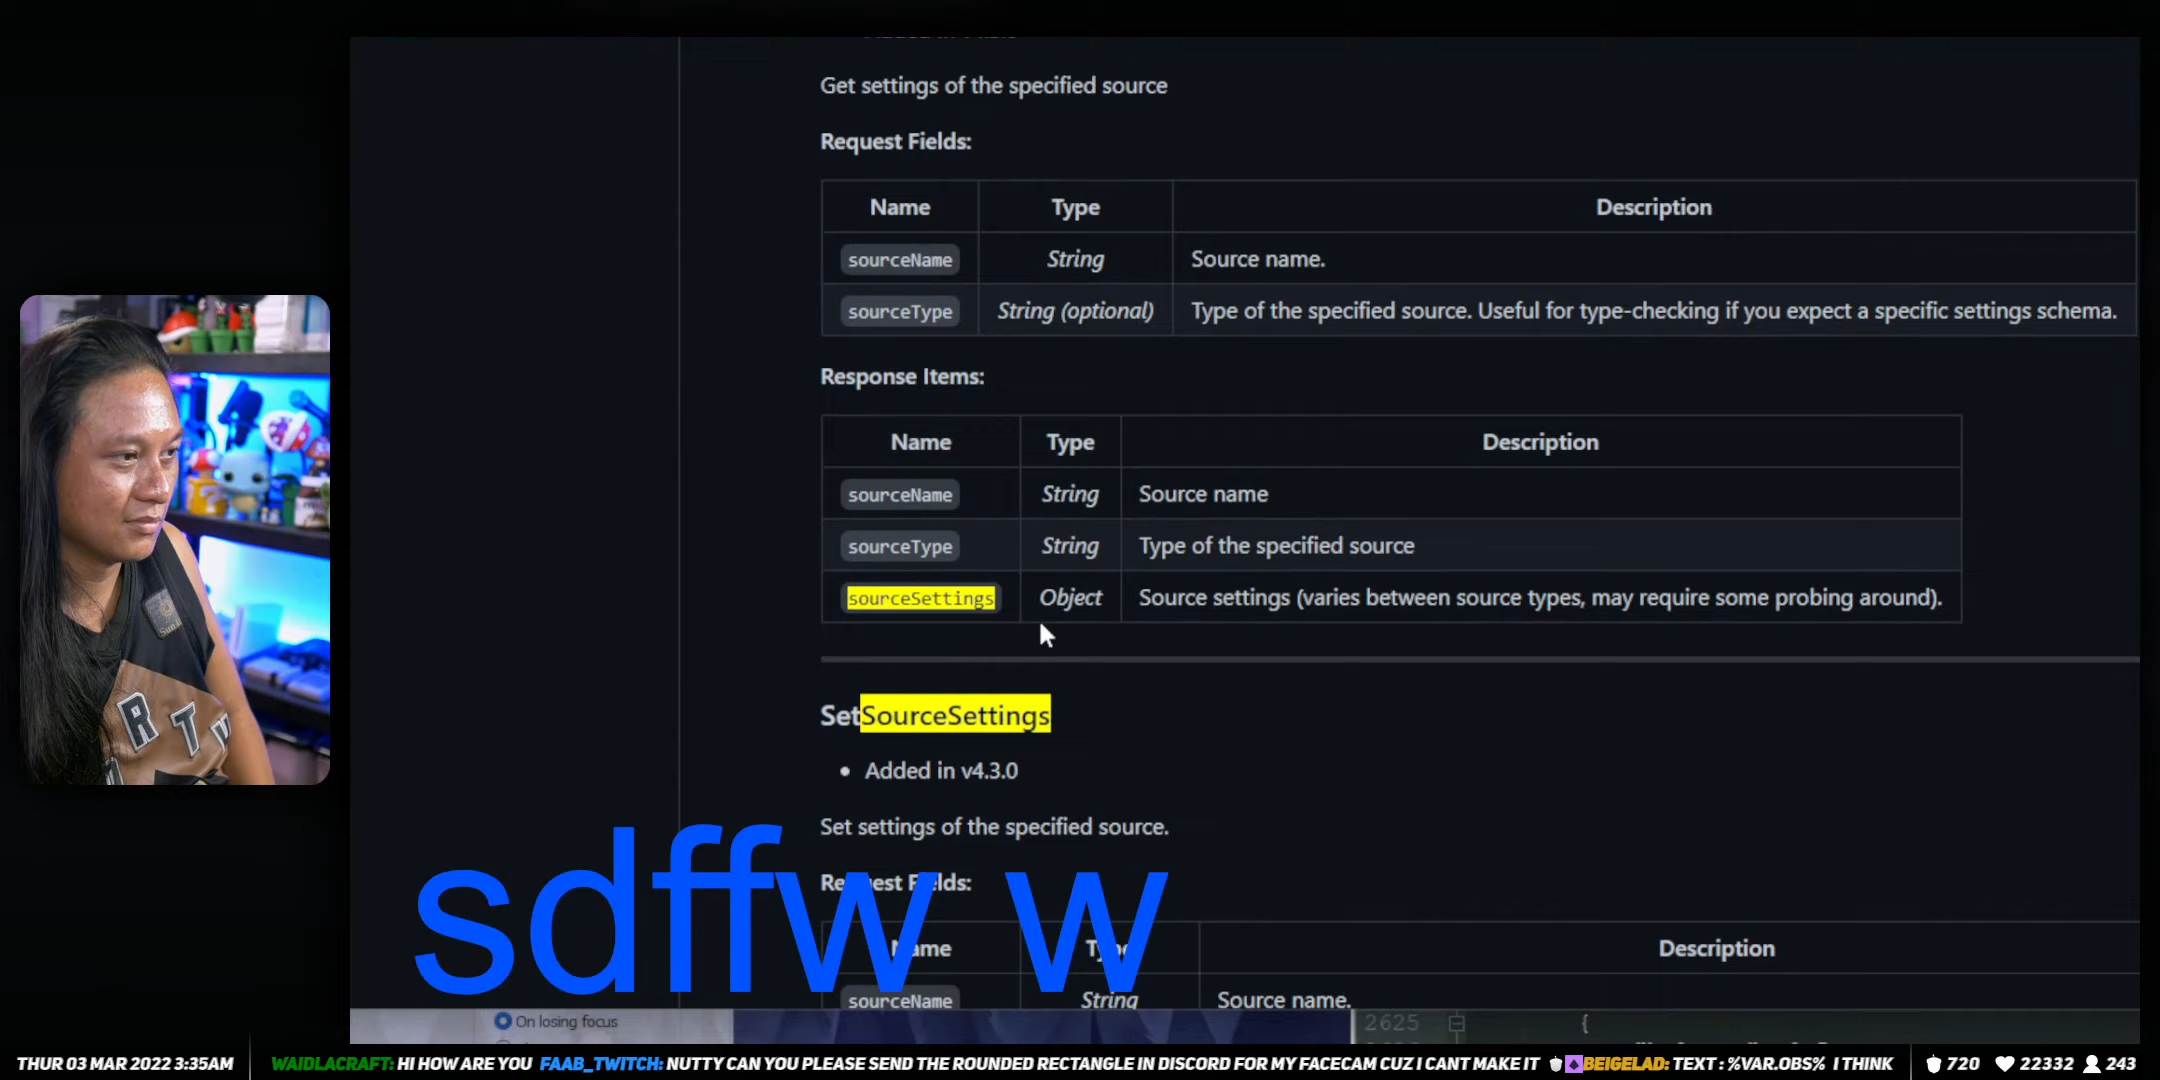 Get settings of the specified source
Request Fields:
Name Type Description
sourceName String Source name.
sourceType String (optional) Type of the specified source. Useful for type-checking if you expect a specific settings schema.
Response Items:
Name Type Description
sourceName String Source name
sourceType String Type of the specified source
sourceSettings Object Source settings (varies between source types, may require some probing around).
SetSourceSettings
• Added in v4.3.0
Set settings of the specified source.
sdffw w
Request Fields:
Name Type Description
sourceName String Source name.
On losing focus
2625 {
THUR 03 MAR 2022 3:35AM WAIDLACRAFT: HI HOW ARE YOU FAAB_TWITCH: NUTTY CAN YOU PLEASE SEND THE ROUNDED RECTANGLE IN DISCORD FOR MY FACECAM CUZ I CANT MAKE IT BEIGELAD: TEXT : %VAR.OBS% I THINK 720 22332 243